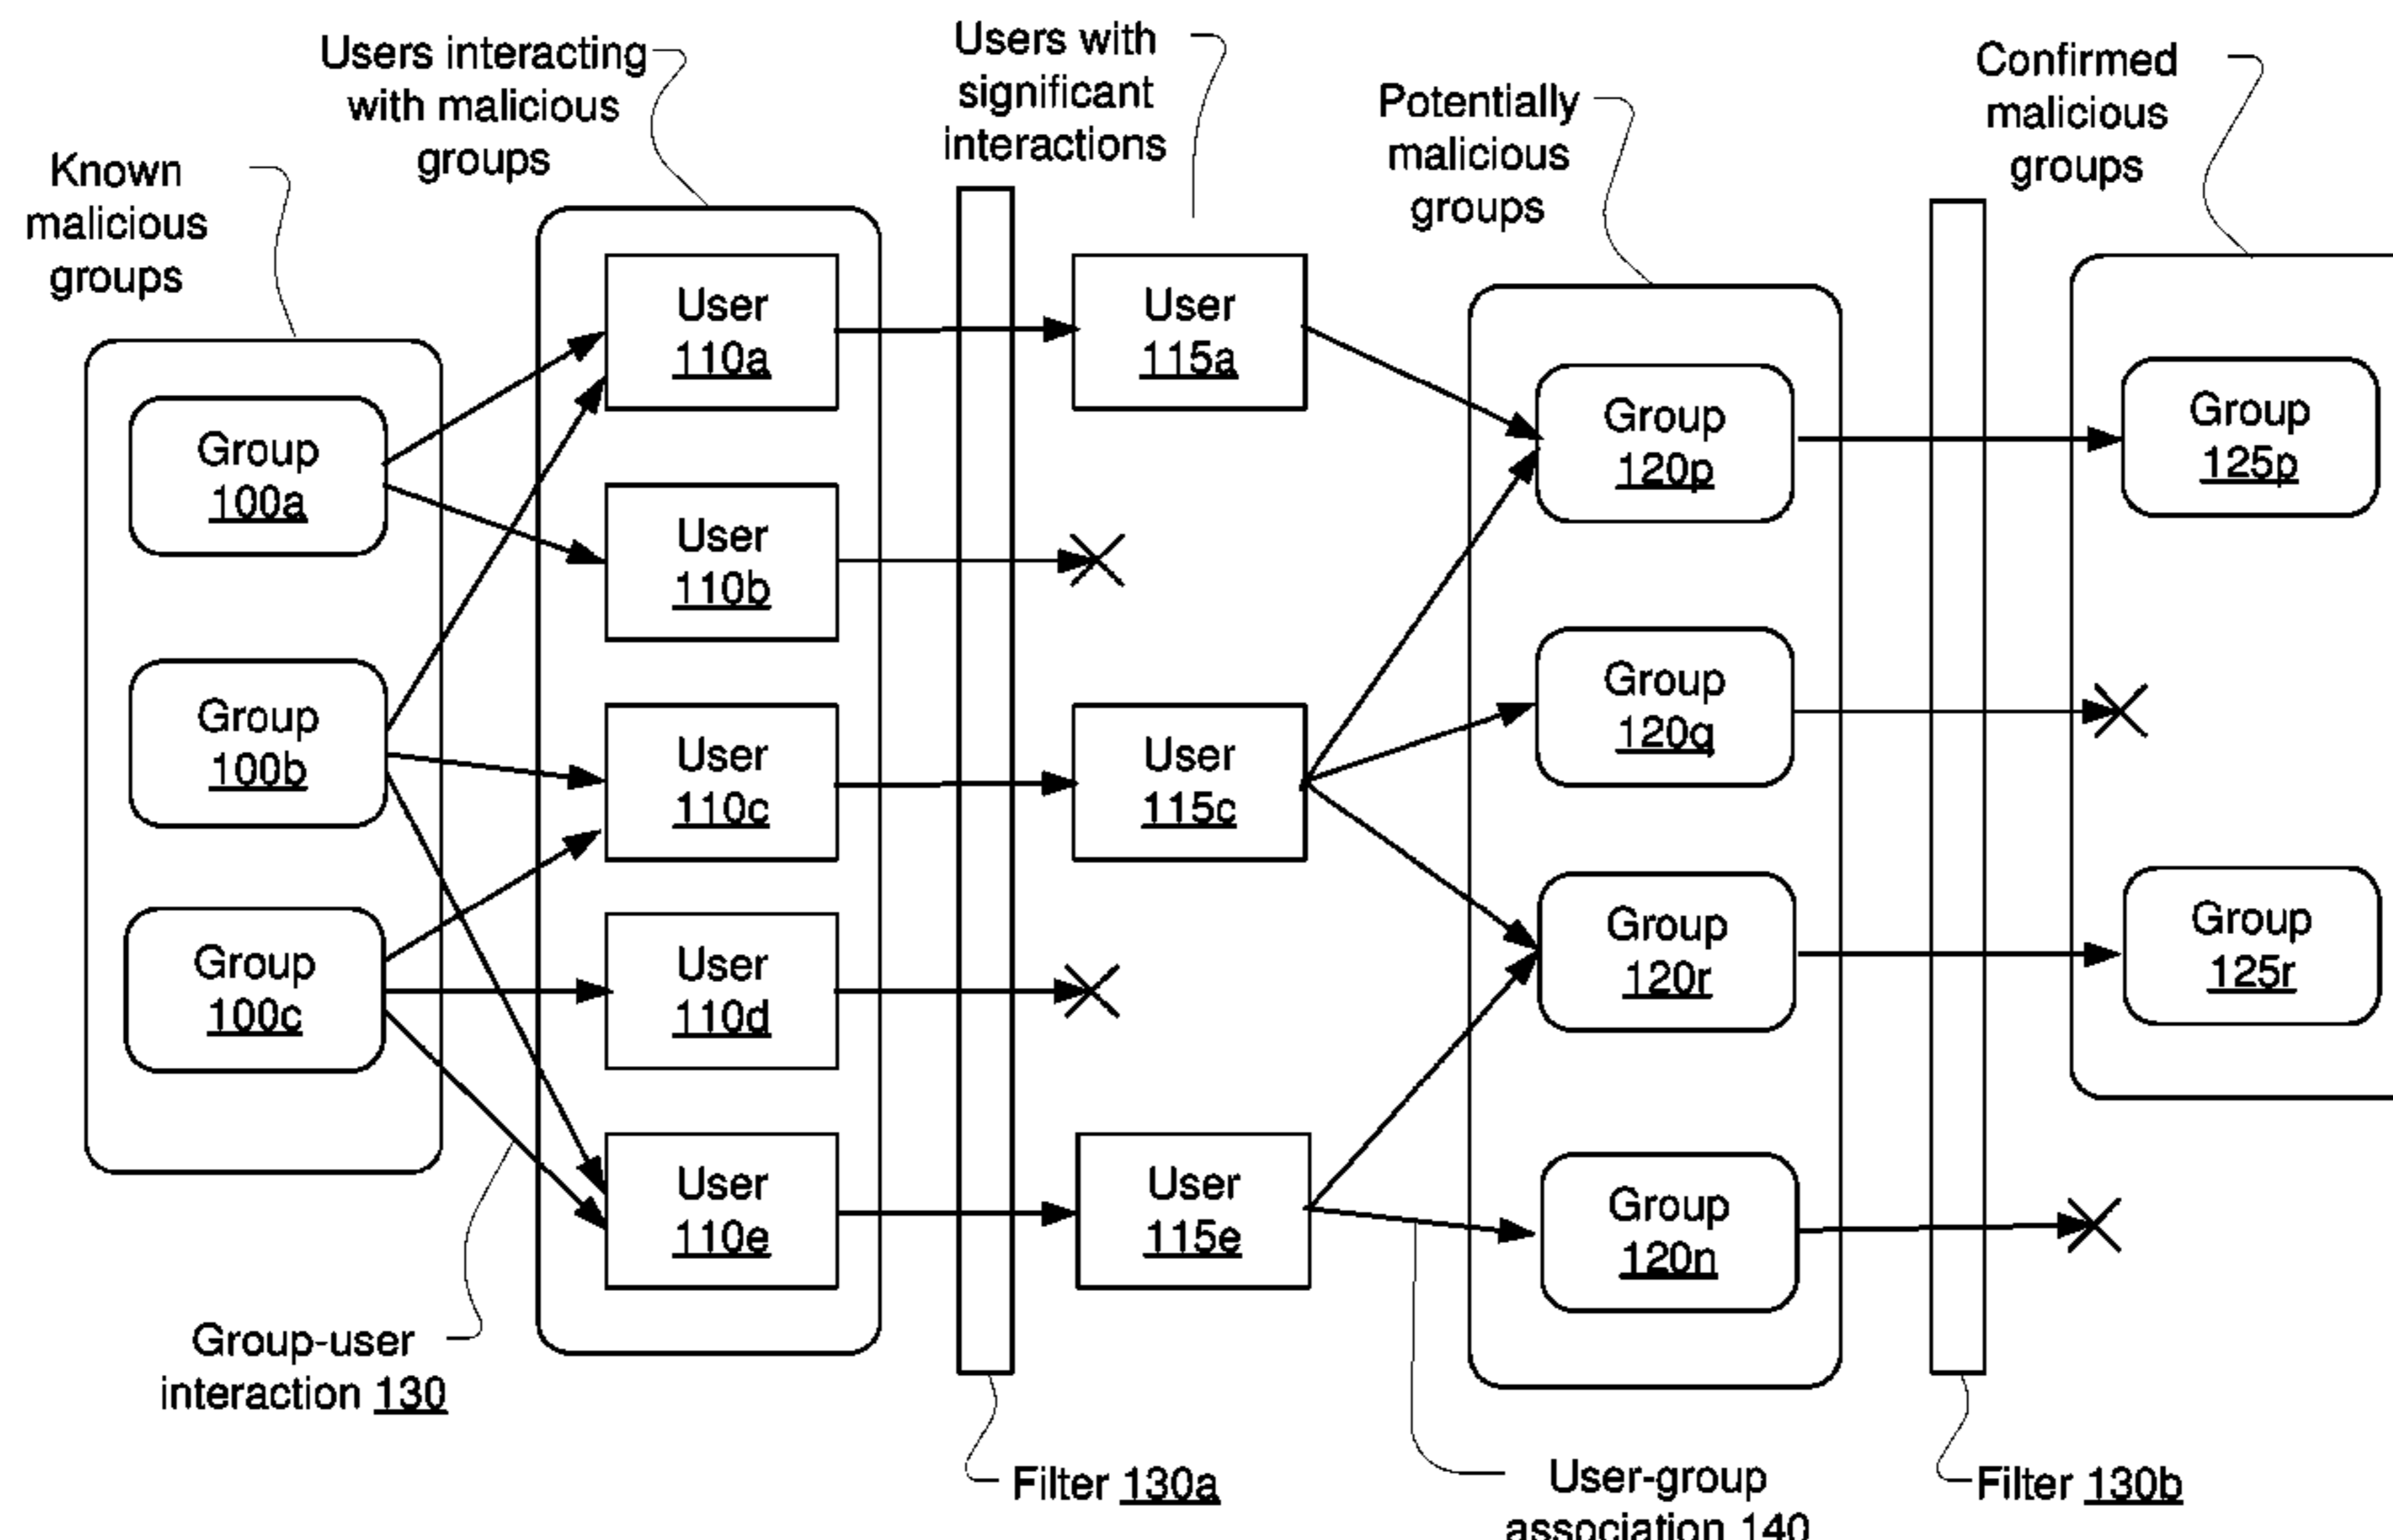 Known
malicious
groups
Users interacting
with malicious
groups
Users with
significant
interactions
Potentially
malicious
groups
Confirmed
malicious
groups
Group
100a
Group
100b
Group
100c
User
110a
User
110b
User
110c
User
110d
User
110e
User
115a
User
115c
User
115e
Group
120p
Group
120q
Group
120r
Group
120n
Group
125p
Group
125r
Group-user
interaction 130
Filter 130a
User-group
association 140
Filter 130b